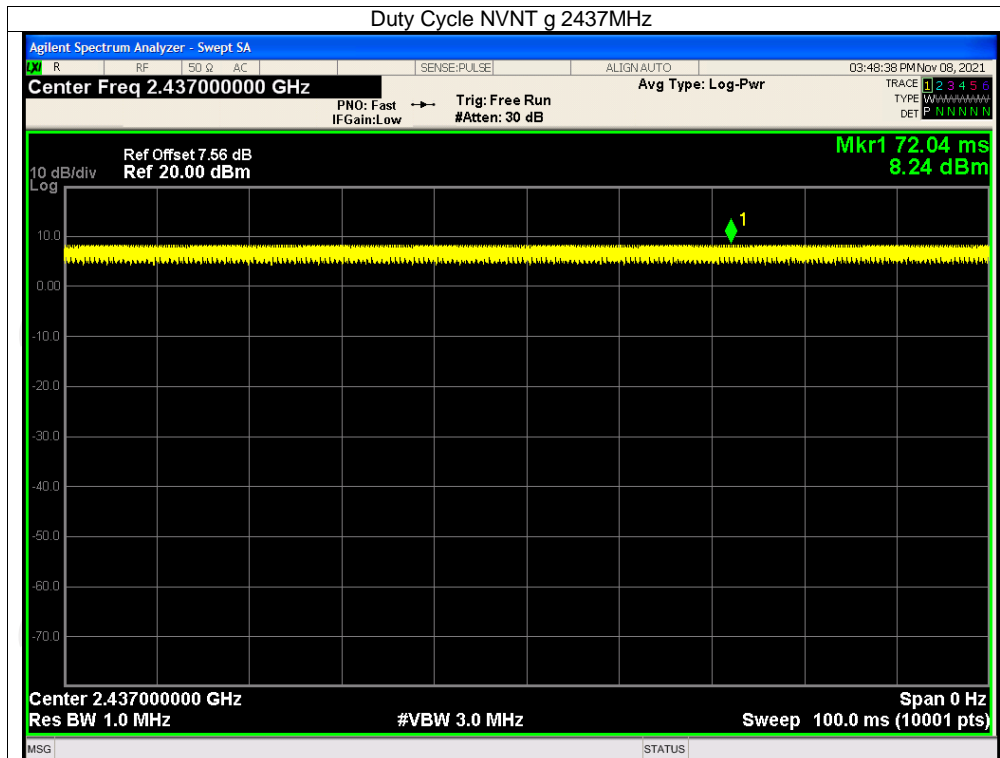 Duty Cycle NVNT g 2437MHz
Agilent Spectrum Analyzer - Swept SA
LXI R RF 50 Ω AC SENSE:PULSE ALIGN AUTO 03:48:38 PM Nov 08, 2021
Center Freq 2.437000000 GHz Avg Type: Log-Pwr TRACE 1 2 3 4 5 6
PNO: Fast Trig: Free Run TYPE WWWWWW
IFGain:Low #Atten: 30 dB DET P N N N N N
Mkr1 72.04 ms
Ref Offset 7.56 dB 8.24 dBm
10 dB/div Ref 20.00 dBm
Log
1
10.0
0.00
-10.0
-20.0
-30.0
-40.0
-50.0
-60.0
-70.0
Center 2.437000000 GHz Span 0 Hz
Res BW 1.0 MHz #VBW 3.0 MHz Sweep 100.0 ms (10001 pts)
MSG STATUS